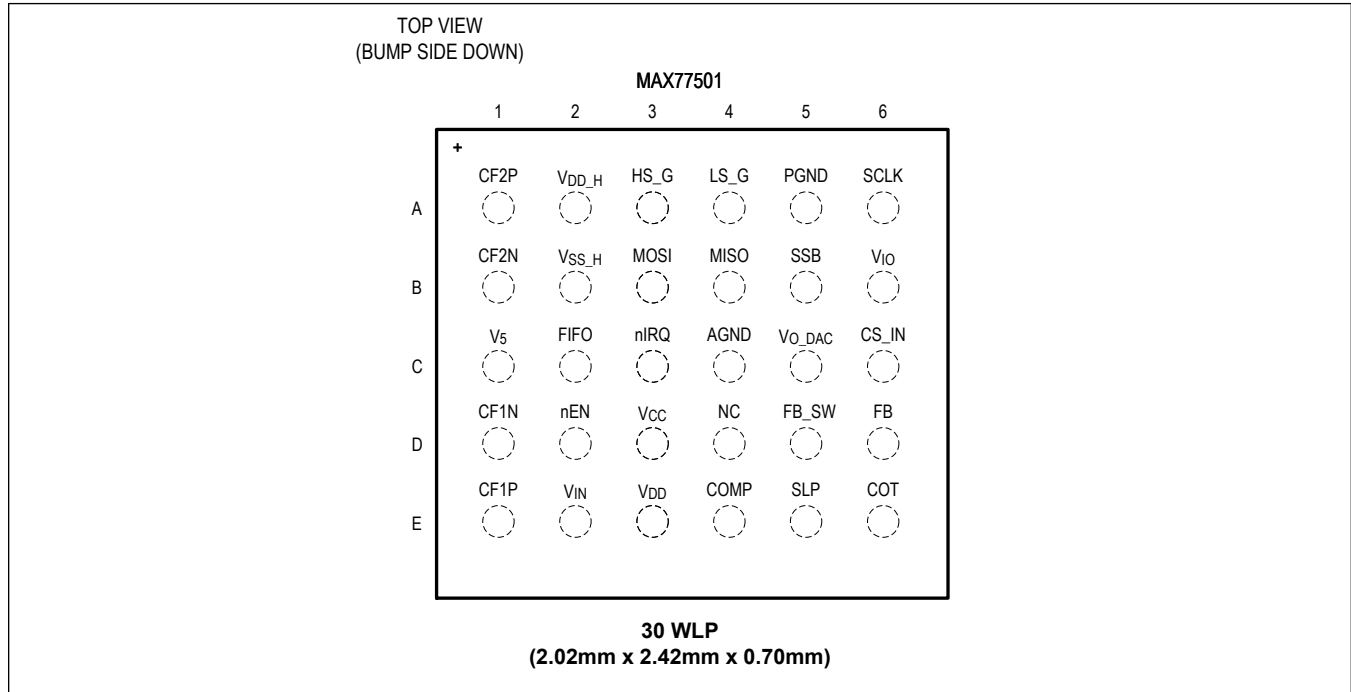 TOP VIEW
(BUMP SIDE DOWN)
MAX77501
1 2 3 4 5 6
+
CF2P VDD_H HS_G LS_G PGND SCLK
A
CF2N VSS_H MOSI MISO SSB VIO
B
V5 FIFO nIRQ AGND VO_DAC CS_IN
C
CF1N nEN VCC NC FB_SW FB
D
CF1P VIN VDD COMP SLP COT
E
30 WLP
(2.02mm x 2.42mm x 0.70mm)